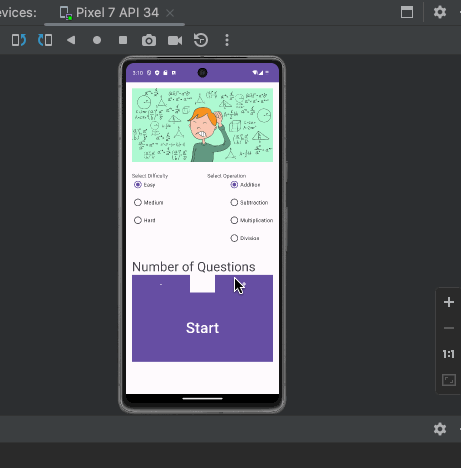 evices: Pixel 7 API 34
3:10
Select Difficulty Select Operation
Easy Addition
Medium Subtraction
Hard Multiplication
Division
Number of Questions
-
Start
1:1